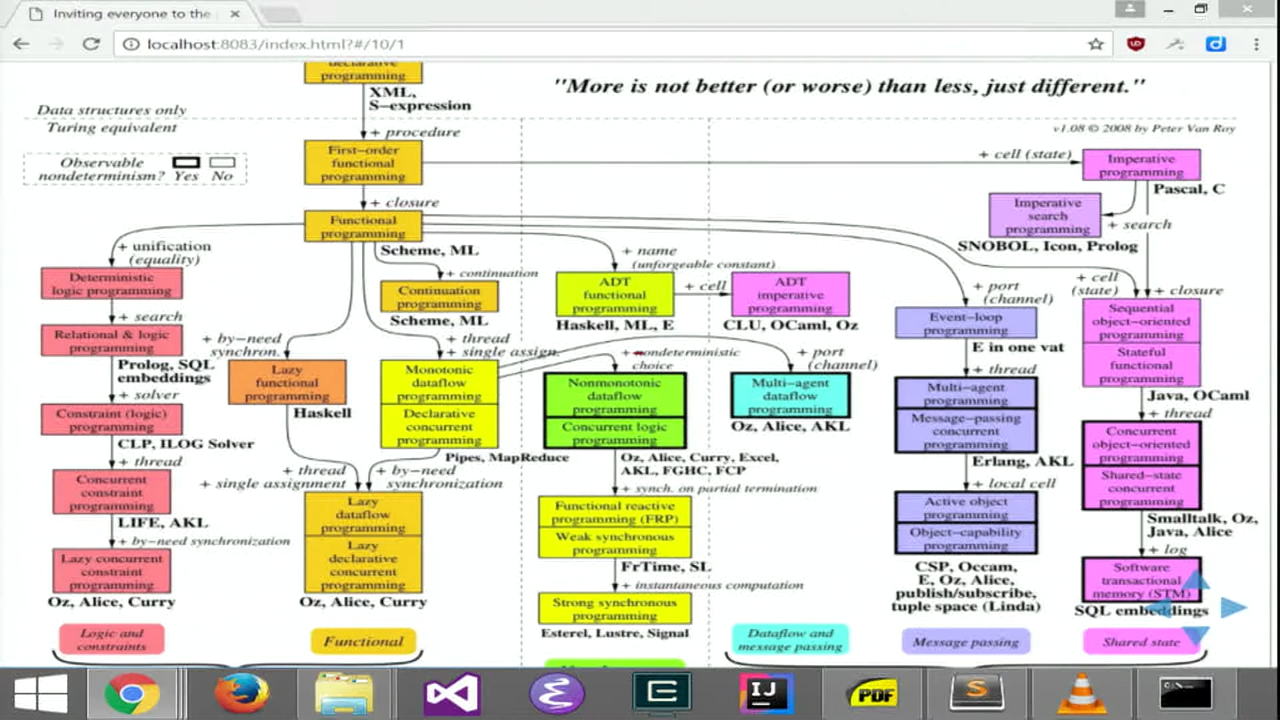 Inviting everyone to the
localhost:8083/index.html?#/10/1
declarative
programming
XML,
S-expression
"More is not better (or worse) than less, just different."
Data structures only
Turing equivalent
+ procedure
v1.08 © 2008 by Peter Van Roy
Observable
nondeterminism? Yes No
First-order
functional
programming
+ cell (state)
Imperative
programming
Pascal, C
+ closure
Imperative
search
programming
+ search
SNOBOL, Icon, Prolog
Functional
programming
Scheme, ML
+ unification
(equality)
+ continuation
+ name
(unforgeable constant)
+ port
(channel)
+ cell
(state)
+ closure
Deterministic
logic programming
Continuation
programming
Scheme, ML
ADT
functional
programming
Haskell, ML, E
+ cell
ADT
imperative
programming
CLU, OCaml, Oz
Event-loop
programming
E in one vat
Sequential
object-oriented
programming
Stateful
functional
programming
Java, OCaml
+ search
Relational & logic
programming
Prolog, SQL
embeddings
+ by-need
synchron.
+ thread
+ single assign.
+ nondeterministic
choice
+ port
(channel)
+ thread
+ thread
+ solver
Lazy
functional
programming
Haskell
Monotonic
dataflow
programming
Declarative
concurrent
programming
Pipes, MapReduce
Nonmonotonic
dataflow
programming
Concurrent logic
programming
Oz, Alice, Curry, Excel,
AKL, FGHC, FCP
Multi-agent
dataflow
programming
Oz, Alice, AKL
Multi-agent
programming
Message-passing
concurrent
programming
Erlang, AKL
Concurrent
object-oriented
programming
Shared-state
concurrent
programming
Smalltalk, Oz,
Java, Alice
Constraint (logic)
programming
CLP, ILOG Solver
+ thread
+ thread
+ single assignment
+ by-need
synchronization
+ synch. on partial termination
+ local cell
+ log
Concurrent
constraint
programming
LIFE, AKL
+ by-need synchronization
Lazy
dataflow
programming
Lazy
declarative
concurrent
programming
Oz, Alice, Curry
Functional reactive
programming (FRP)
Weak synchronous
programming
FrTime, SL
+ instantaneous computation
Active object
programming
Object-capability
programming
CSP, Occam,
E, Oz, Alice,
publish/subscribe,
tuple space (Linda)
Software
transactional
memory (STM)
SQL embeddings
Lazy concurrent
constraint
programming
Oz, Alice, Curry
Strong synchronous
programming
Esterel, Lustre, Signal
Logic and
constraints
Functional
Dataflow and
message passing
Message passing
Shared state
PDF